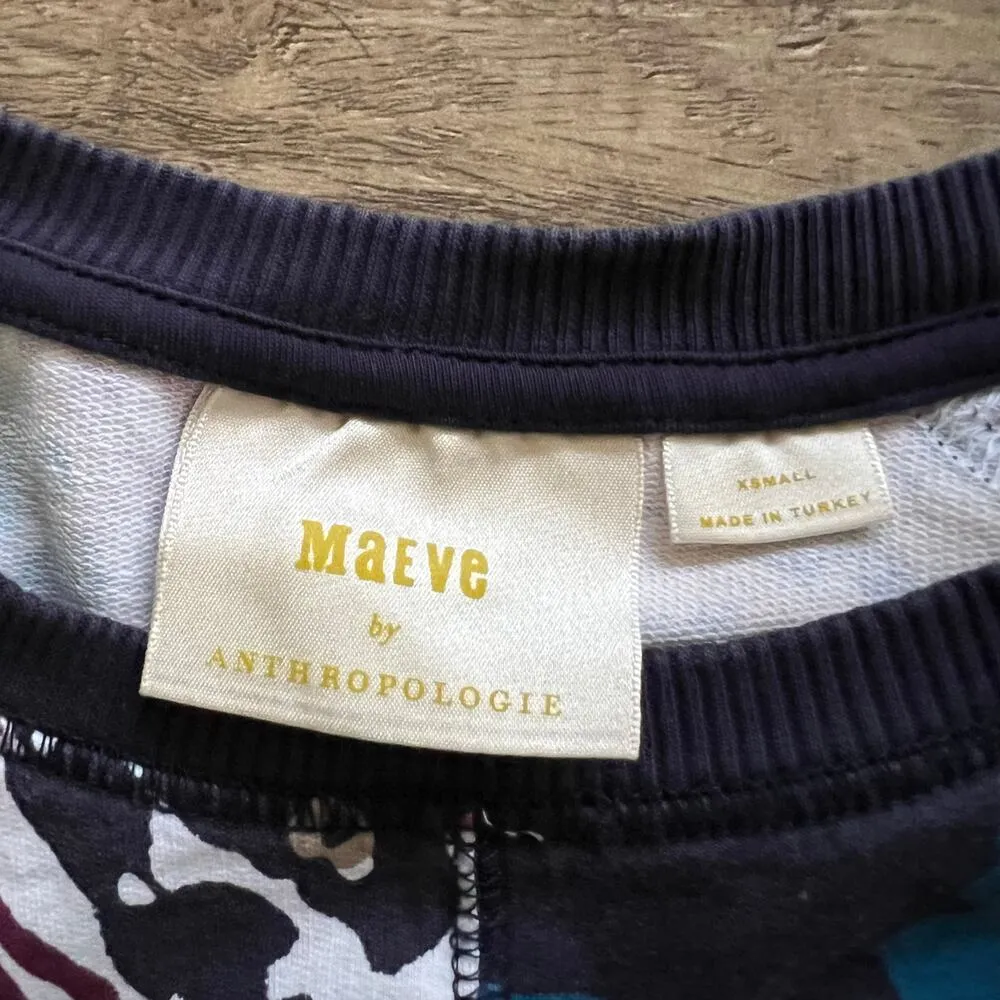 MaEve
by
ANTHROPOLOGIE
XSMALL
MADE IN TURKEY